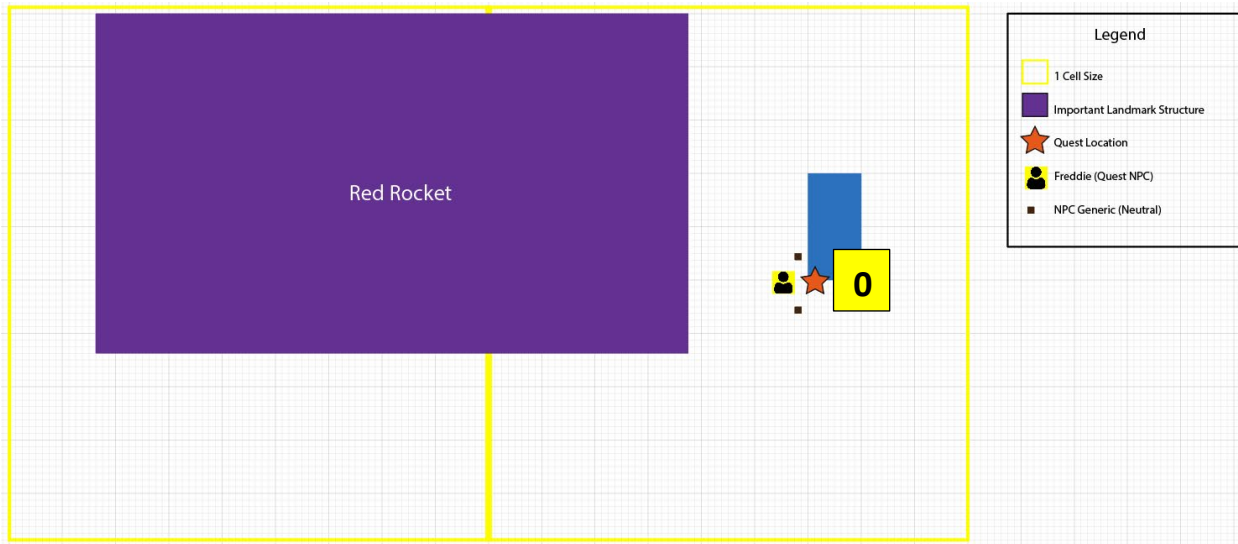 Red Rocket
0
Legend
1 Cell Size
Important Landmark Structure
Quest Location
Freddie (Quest NPC)
NPC Generic (Neutral)